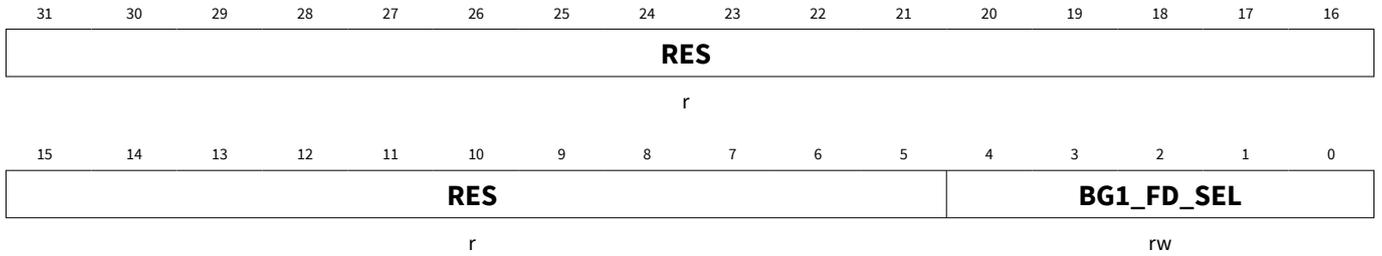 31 30 29 28 27 26 25 24 23 22 21 20 19 18 17 16
RES
r
15 14 13 12 11 10 9 8 7 6 5 4 3 2 1 0
RES BG1_FD_SEL
r rw